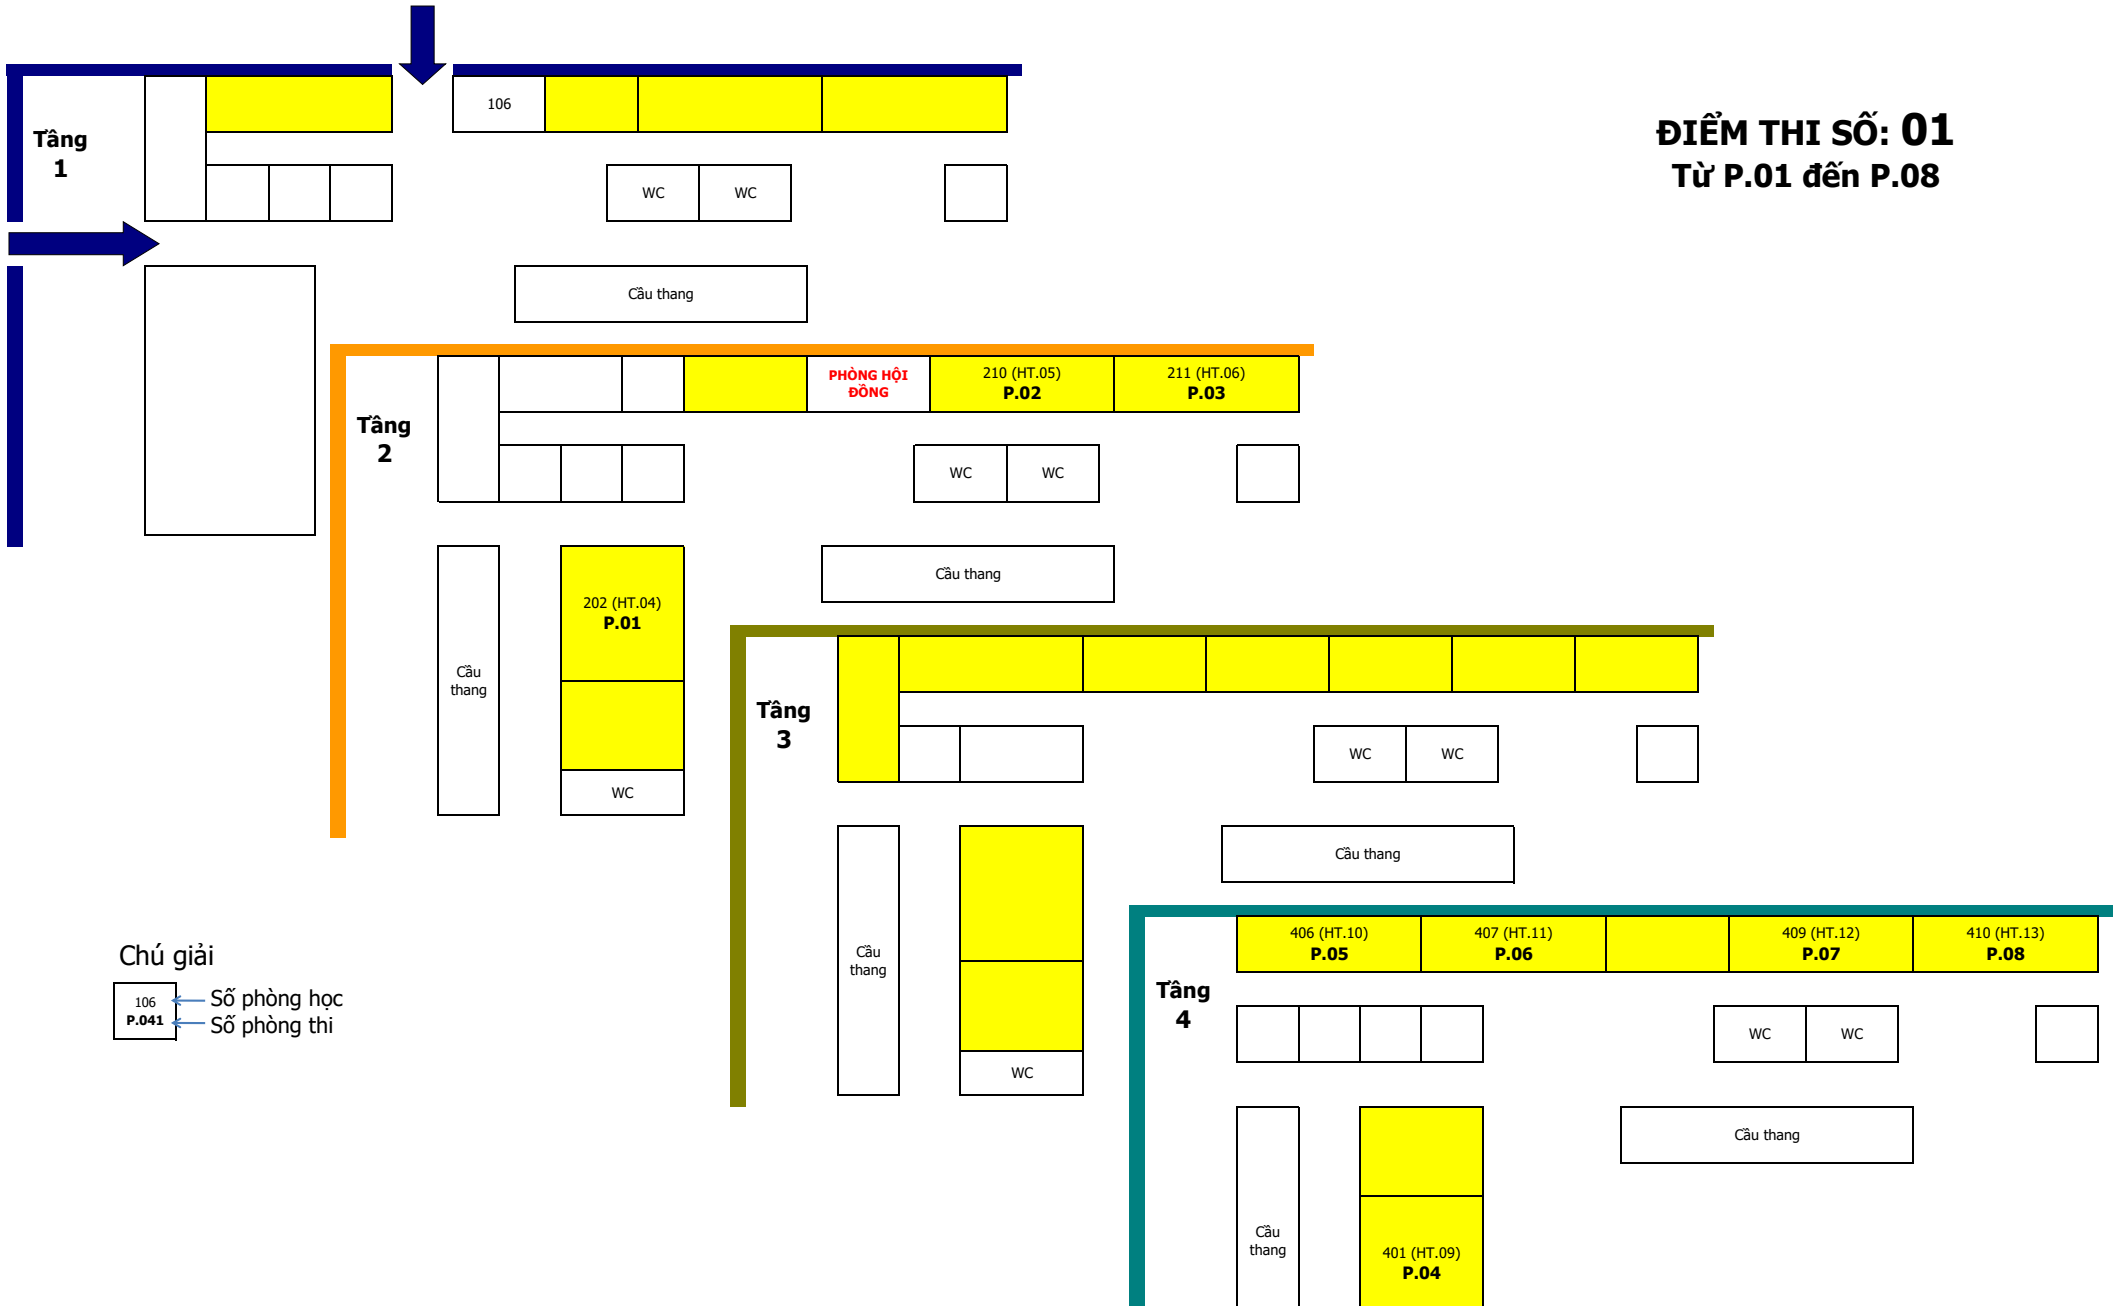 ĐIỂM THI SỐ: 01
Từ P.01 đến P.08
Tầng
1
106
WC WC
Cầu thang
Tầng
2
PHÒNG HỘI
ĐỒNG
210 (HT.05)
P.02
211 (HT.06)
P.03
WC WC
Cầu thang
202 (HT.04)
P.01
Cầu
thang
WC
Tầng
3
WC WC
Cầu thang
Cầu
thang
WC
Tầng
4
406 (HT.10)
P.05
407 (HT.11)
P.06
409 (HT.12)
P.07
410 (HT.13)
P.08
WC WC
Cầu thang
Cầu
thang
401 (HT.09)
P.04
Chú giải
106
P.041
Số phòng học
Số phòng thi